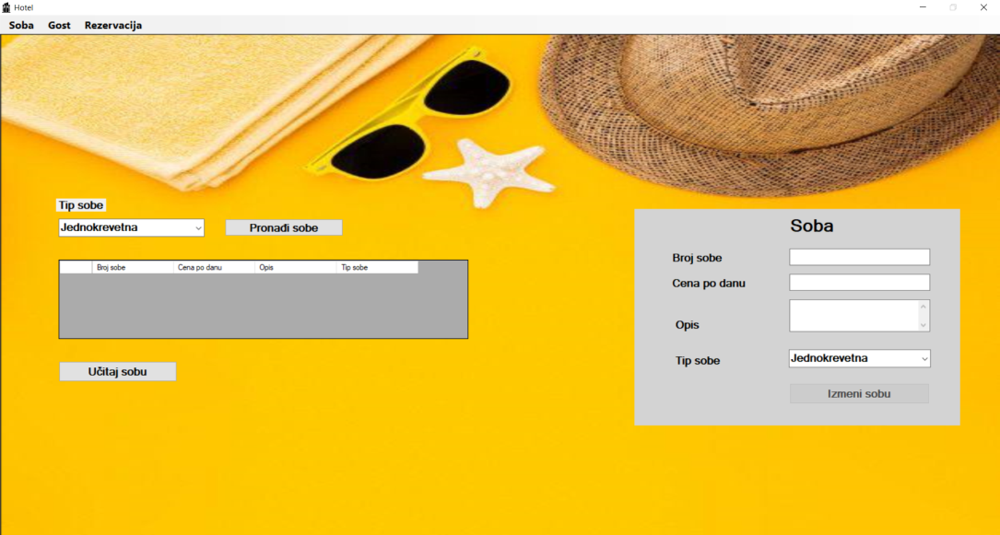 Hotel
Soba Gost Rezervacija
Tip sobe
Jednokrevetna
Pronađi sobe
Broj sobe Cena po danu Opis Tip sobe
Učitaj sobu
Soba
Broj sobe
Cena po danu
Opis
Tip sobe
Jednokrevetna
Izmeni sobu